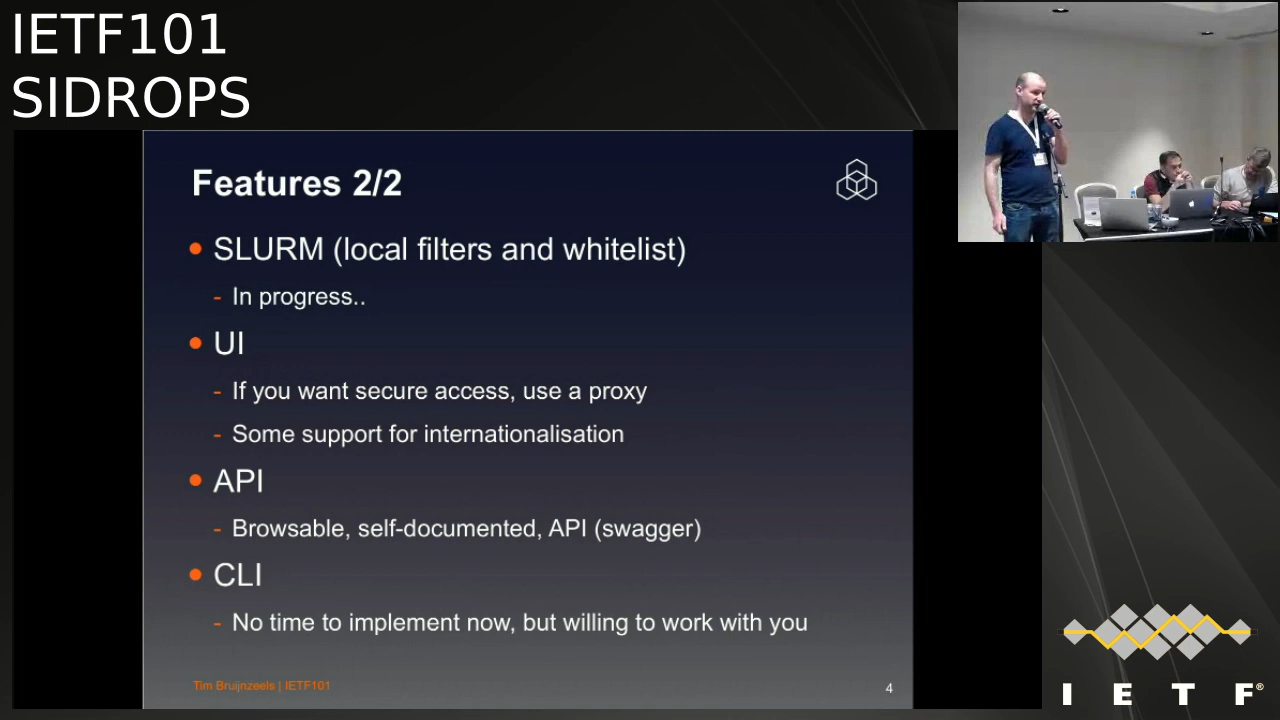 IETF101
SIDROPS
Features 2/2
SLURM (local filters and whitelist)
- In progress..
UI
- If you want secure access, use a proxy
- Some support for internationalisation
API
- Browsable, self-documented, API (swagger)
CLI
- No time to implement now, but willing to work with you
Tim Bruijnzeels | IETF101
4
I E T F®